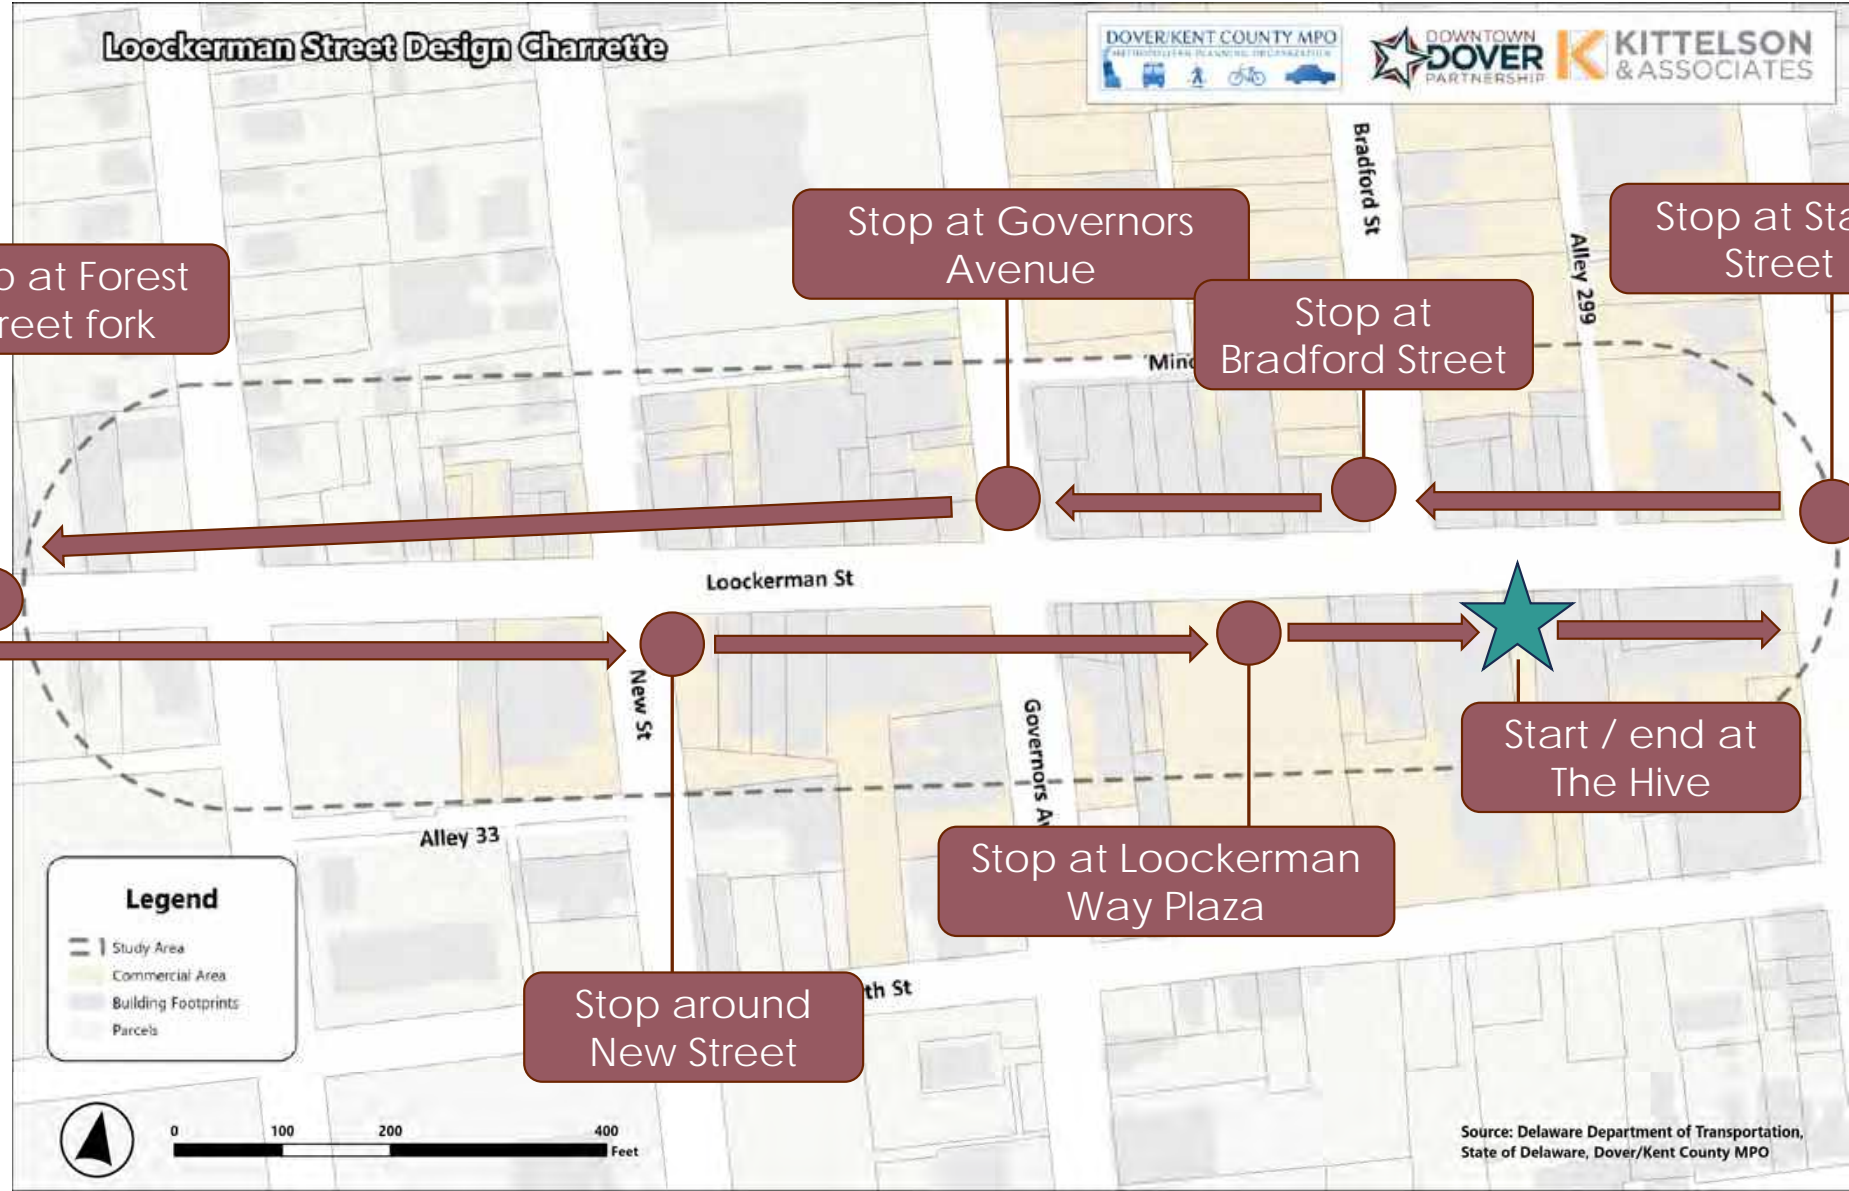 Loockerman Street Design Charrette
DOVER/KENT COUNTY MPO
METROPOLITAN PLANNING ORGANIZATION
DOWNTOWN
DOVER
PARTNERSHIP
KITTELSON
& ASSOCIATES
Bradford St
Alley 299
Stop at Governors
Avenue
Stop at Sta
Street
p at Forest
reet fork
Stop at
Bradford Street
Mino
Loockerman St
New St
Governors Av
Start / end at
The Hive
Alley 33
Stop at Loockerman
Way Plaza
Legend
Study Area
Commercial Area
Building Footprints
Parcels
Stop around
New Street
th St
0 100 200 400
Feet
Source: Delaware Department of Transportation,
State of Delaware, Dover/Kent County MPO